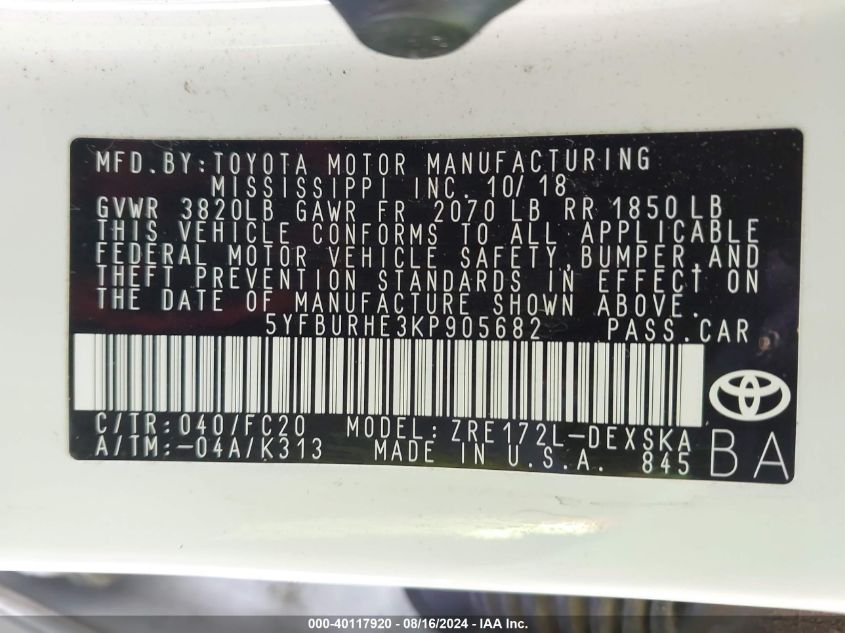 MFD.BY:TOYOTA MOTOR MANUFACTURING
MISSISSIPPI INC. 10/18
GVWR 3820LB GAWR FR 2070 LB RR 1850 LB
THIS VEHICLE CONFORMS TO ALL APPLICABLE
FEDERAL MOTOR VEHICLE SAFETY,BUMPER,AND
THEFT PREVENTION STANDARDS IN EFFECT ON
THE DATE OF MANUFACTURE SHOWN ABOVE.
5YFBURHE3KP905682 PASS.CAR
C/TR:040/FC20 MODEL:ZRE172L-DEXSKA
A/TM:-04A/K313 MADE IN U.S.A. 845
BA
000-40117920 - 08/16/2024 - IAA Inc.